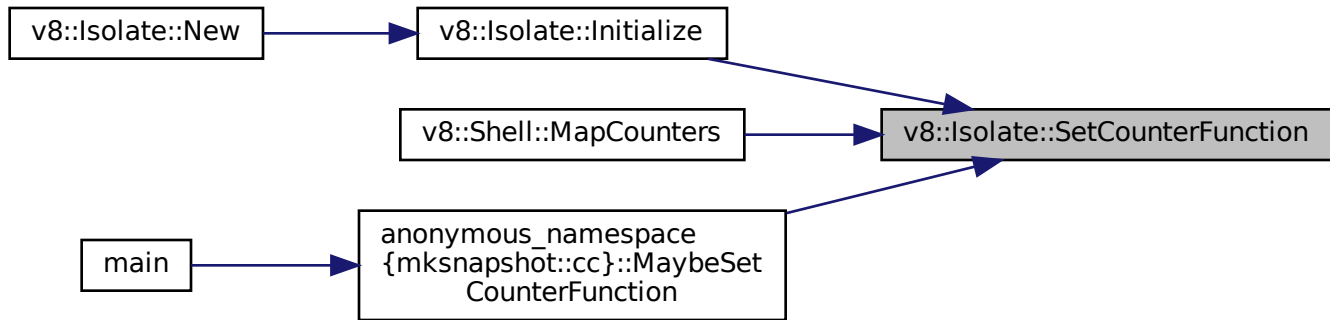 v8::Isolate::New
v8::Isolate::Initialize
v8::Shell::MapCounters
v8::Isolate::SetCounterFunction
main
anonymous_namespace
{mksnapshot::cc}::MaybeSet
CounterFunction